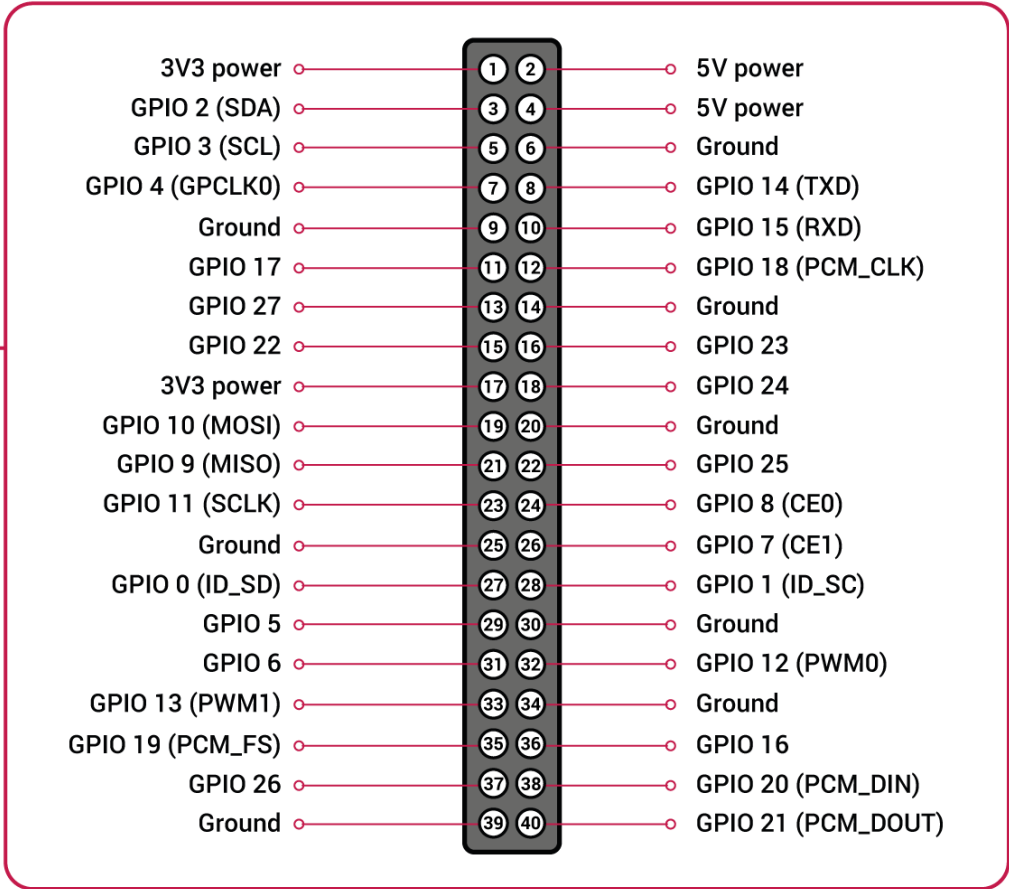 3V3 power 1 2 5V power
GPIO 2 (SDA) 3 4 5V power
GPIO 3 (SCL) 5 6 Ground
GPIO 4 (GPCLK0) 7 8 GPIO 14 (TXD)
Ground 9 10 GPIO 15 (RXD)
GPIO 17 11 12 GPIO 18 (PCM_CLK)
GPIO 27 13 14 Ground
GPIO 22 15 16 GPIO 23
3V3 power 17 18 GPIO 24
GPIO 10 (MOSI) 19 20 Ground
GPIO 9 (MISO) 21 22 GPIO 25
GPIO 11 (SCLK) 23 24 GPIO 8 (CE0)
Ground 25 26 GPIO 7 (CE1)
GPIO 0 (ID_SD) 27 28 GPIO 1 (ID_SC)
GPIO 5 29 30 Ground
GPIO 6 31 32 GPIO 12 (PWM0)
GPIO 13 (PWM1) 33 34 Ground
GPIO 19 (PCM_FS) 35 36 GPIO 16
GPIO 26 37 38 GPIO 20 (PCM_DIN)
Ground 39 40 GPIO 21 (PCM_DOUT)